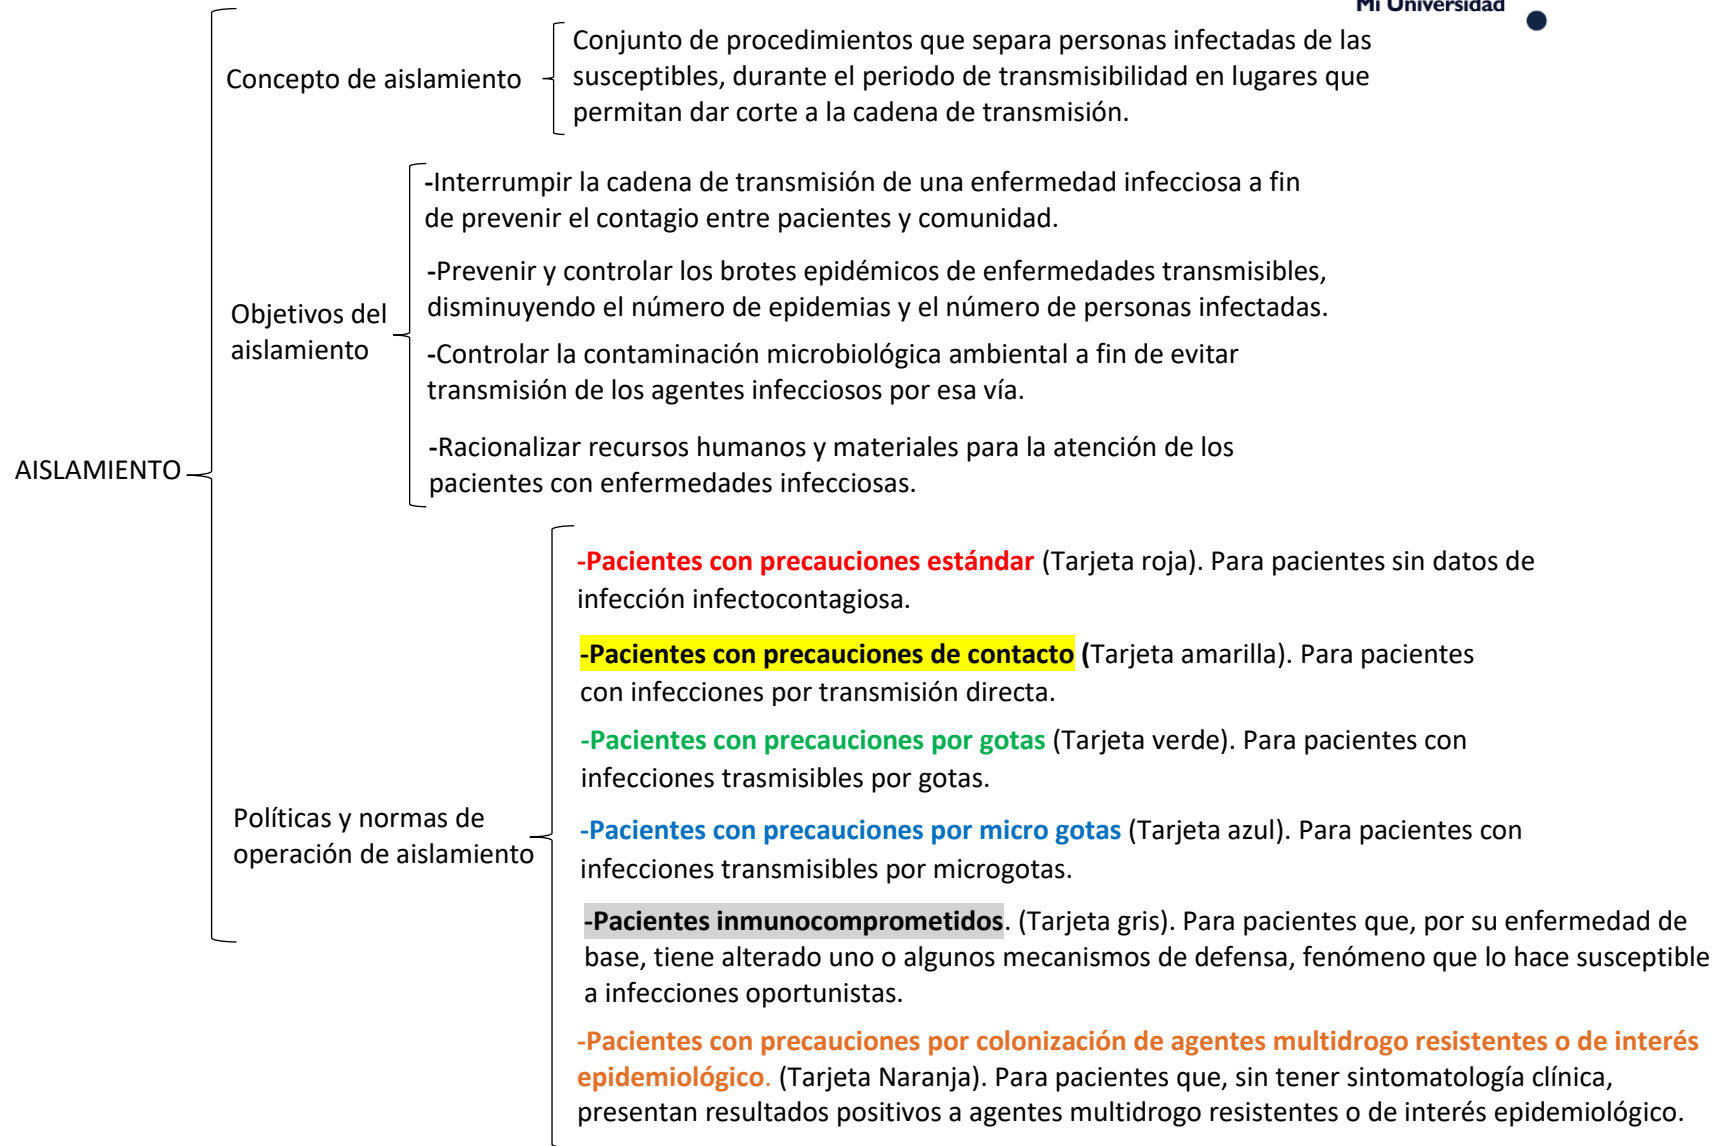 Mi Universidad
Concepto de aislamiento
Conjunto de procedimientos que separa personas infectadas de las
susceptibles, durante el periodo de transmisibilidad en lugares que
permitan dar corte a la cadena de transmisión.
Objetivos del
aislamiento
-Interrumpir la cadena de transmisión de una enfermedad infecciosa a fin
de prevenir el contagio entre pacientes y comunidad.
-Prevenir y controlar los brotes epidémicos de enfermedades transmisibles,
disminuyendo el número de epidemias y el número de personas infectadas.
-Controlar la contaminación microbiológica ambiental a fin de evitar
transmisión de los agentes infecciosos por esa vía.
-Racionalizar recursos humanos y materiales para la atención de los
pacientes con enfermedades infecciosas.
AISLAMIENTO
Políticas y normas de
operación de aislamiento
-Pacientes con precauciones estándar (Tarjeta roja). Para pacientes sin datos de
infección infectocontagiosa.
-Pacientes con precauciones de contacto (Tarjeta amarilla). Para pacientes
con infecciones por transmisión directa.
-Pacientes con precauciones por gotas (Tarjeta verde). Para pacientes con
infecciones trasmisibles por gotas.
-Pacientes con precauciones por micro gotas (Tarjeta azul). Para pacientes con
infecciones transmisibles por microgotas.
-Pacientes inmunocomprometidos. (Tarjeta gris). Para pacientes que, por su enfermedad de
base, tiene alterado uno o algunos mecanismos de defensa, fenómeno que lo hace susceptible
a infecciones oportunistas.
-Pacientes con precauciones por colonización de agentes multidrogo resistentes o de interés
epidemiológico. (Tarjeta Naranja). Para pacientes que, sin tener sintomatología clínica,
presentan resultados positivos a agentes multidrogo resistentes o de interés epidemiológico.